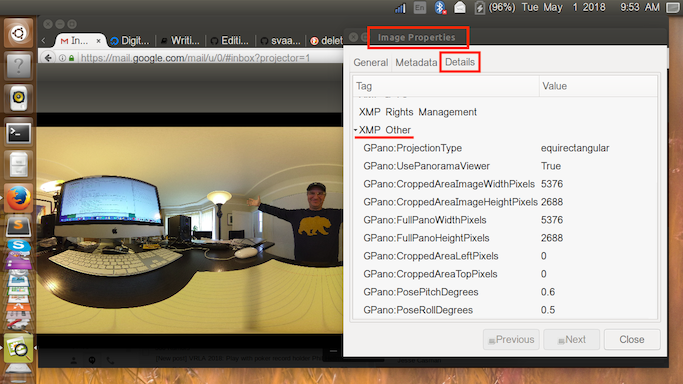 (96%) Tue May 1 2018 9:53 AM
En
In
Digit
Writi
Editi
svaa
delet
https://mail.google.com/mail/u/0/#inbox?projector=1
Image Properties
General Metadata Details
Tag Value
XMP Rights Management
XMP Other
GPano:ProjectionType equirectangular
GPano:UsePanoramaViewer True
GPano:CroppedAreaImageWidthPixels 5376
GPano:CroppedAreaImageHeightPixels 2688
GPano:FullPanoWidthPixels 5376
GPano:FullPanoHeightPixels 2688
GPano:CroppedAreaLeftPixels 0
GPano:CroppedAreaTopPixels 0
GPano:PosePitchDegrees 0.6
GPano:PoseRollDegrees 0.5
Previous Next Close